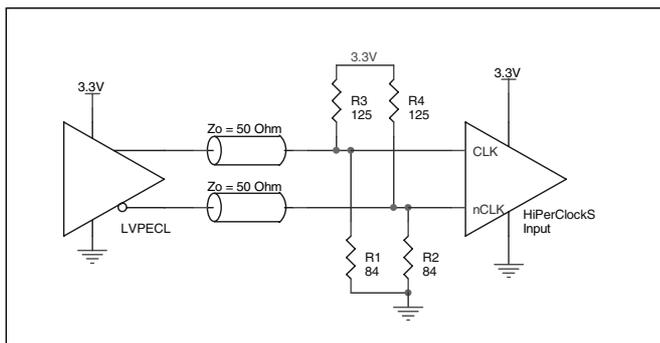 3.3V
3.3V
3.3V
R3
125
R4
125
Zo = 50 Ohm
CLK
Zo = 50 Ohm
nCLK
HiPerClockS
Input
LVPECL
R1
84
R2
84